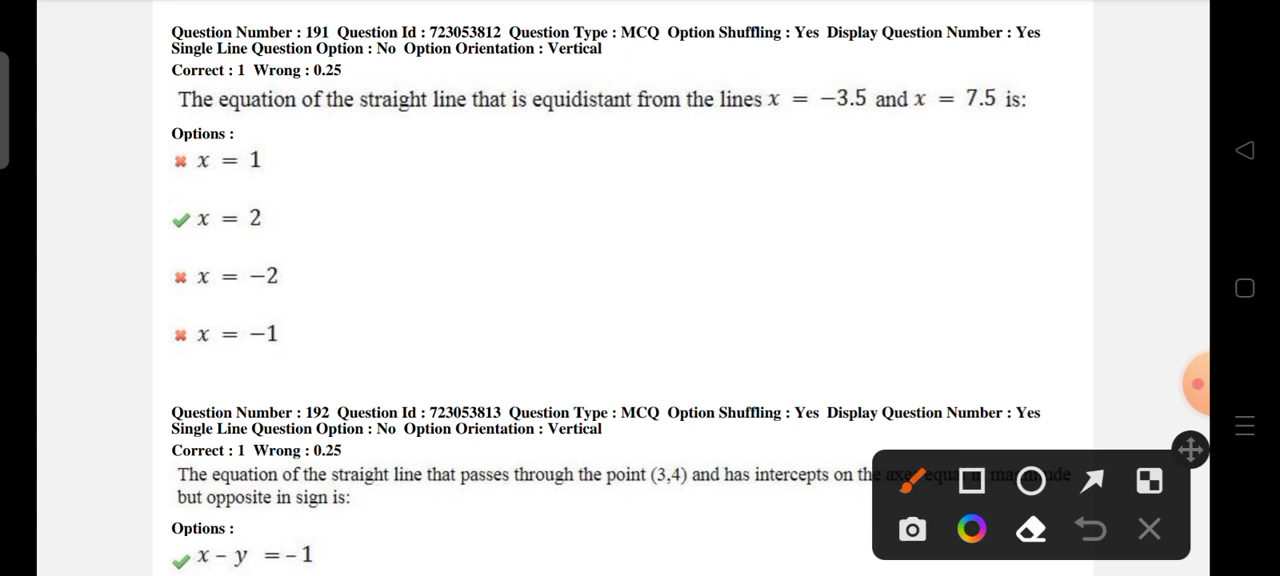 Question Number : 191 Question Id : 723053812 Question Type : MCQ Option Shuffling : Yes Display Question Number : Yes
Single Line Question Option : No Option Orientation : Vertical
Correct : 1 Wrong : 0.25
The equation of the straight line that is equidistant from the lines x = −3.5 and x = 7.5 is:
Options :
x = 1
x = 2
x = −2
x = −1
Question Number : 192 Question Id : 723053813 Question Type : MCQ Option Shuffling : Yes Display Question Number : Yes
Single Line Question Option : No Option Orientation : Vertical
Correct : 1 Wrong : 0.25
The equation of the straight line that passes through the point (3,4) and has intercepts on the axes equal
but opposite in sign is:
Options :
x − y = − 1